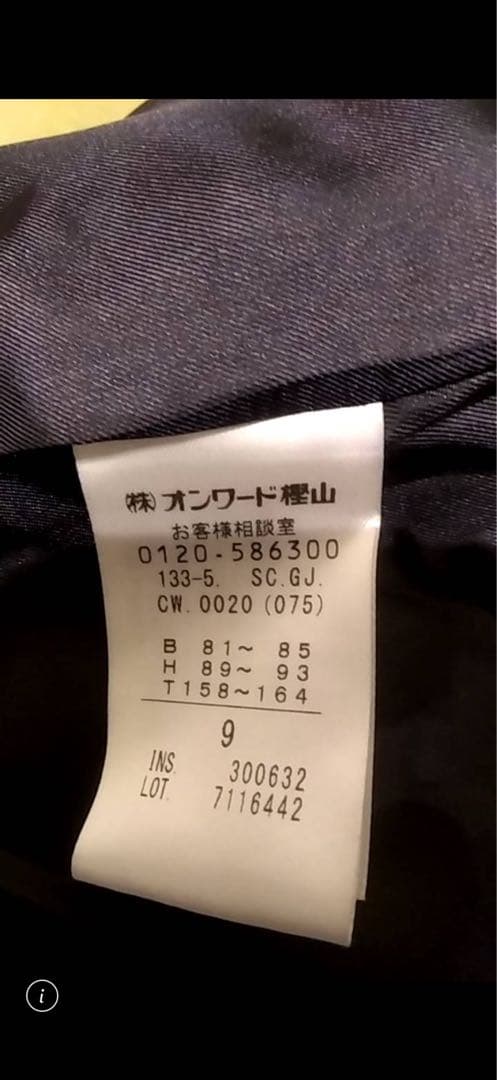 ㈱オンワード樫山
お客様相談室
0120-586300
133-5. SC.GJ.
CW.0020(075)
B 81～ 85
H 89～ 93
T158～164
9
INS. 300632
LOT. 7116442
i